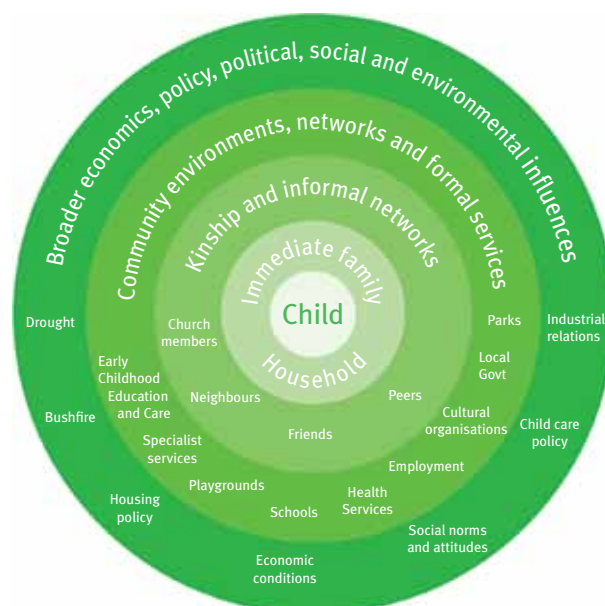 Broader economics, policy, political, social and environmental influences
Community environments, networks and formal services
Kinship and informal networks
Immediate family
Child
Household
Drought
Bushfire
Housing
policy
Economic
conditions
Social norms
and attitudes
Child care
policy
Industrial
relations
Early
Childhood
Education
and Care
Specialist
services
Playgrounds
Schools
Health
Services
Employment
Cultural
organisations
Local
Govt
Parks
Church
members
Neighbours
Friends
Peers